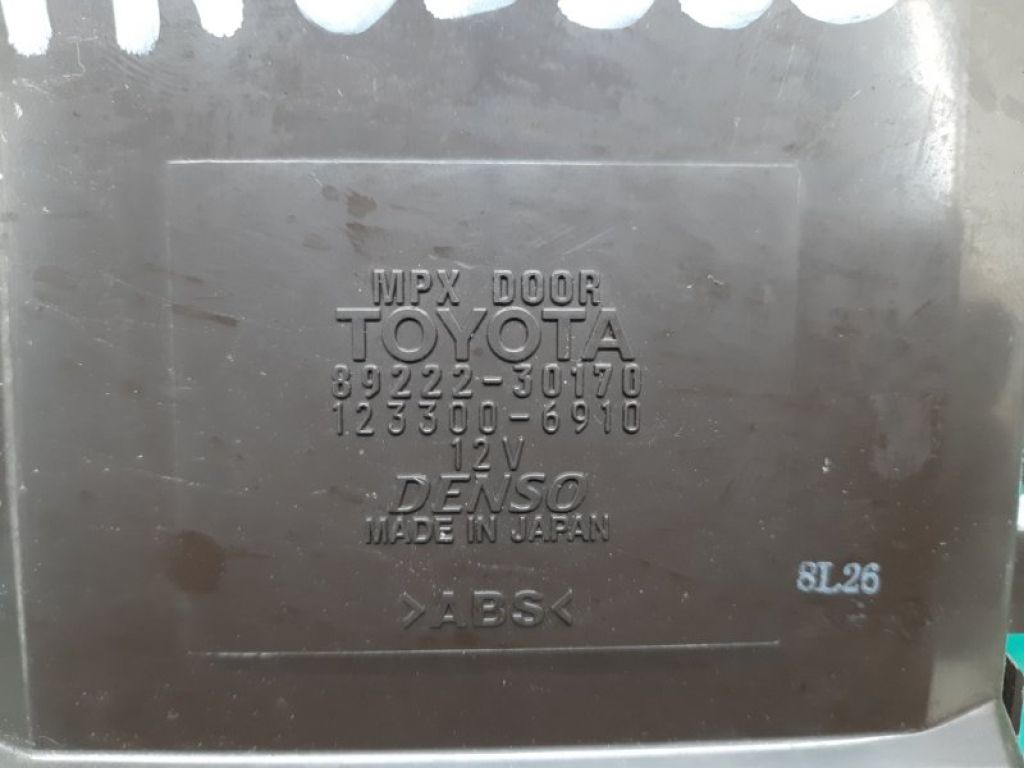 MPX DOOR
TOYOTA
89222-30170
123300-6910
12V
DENSO
MADE IN JAPAN
8L26
>ABS<